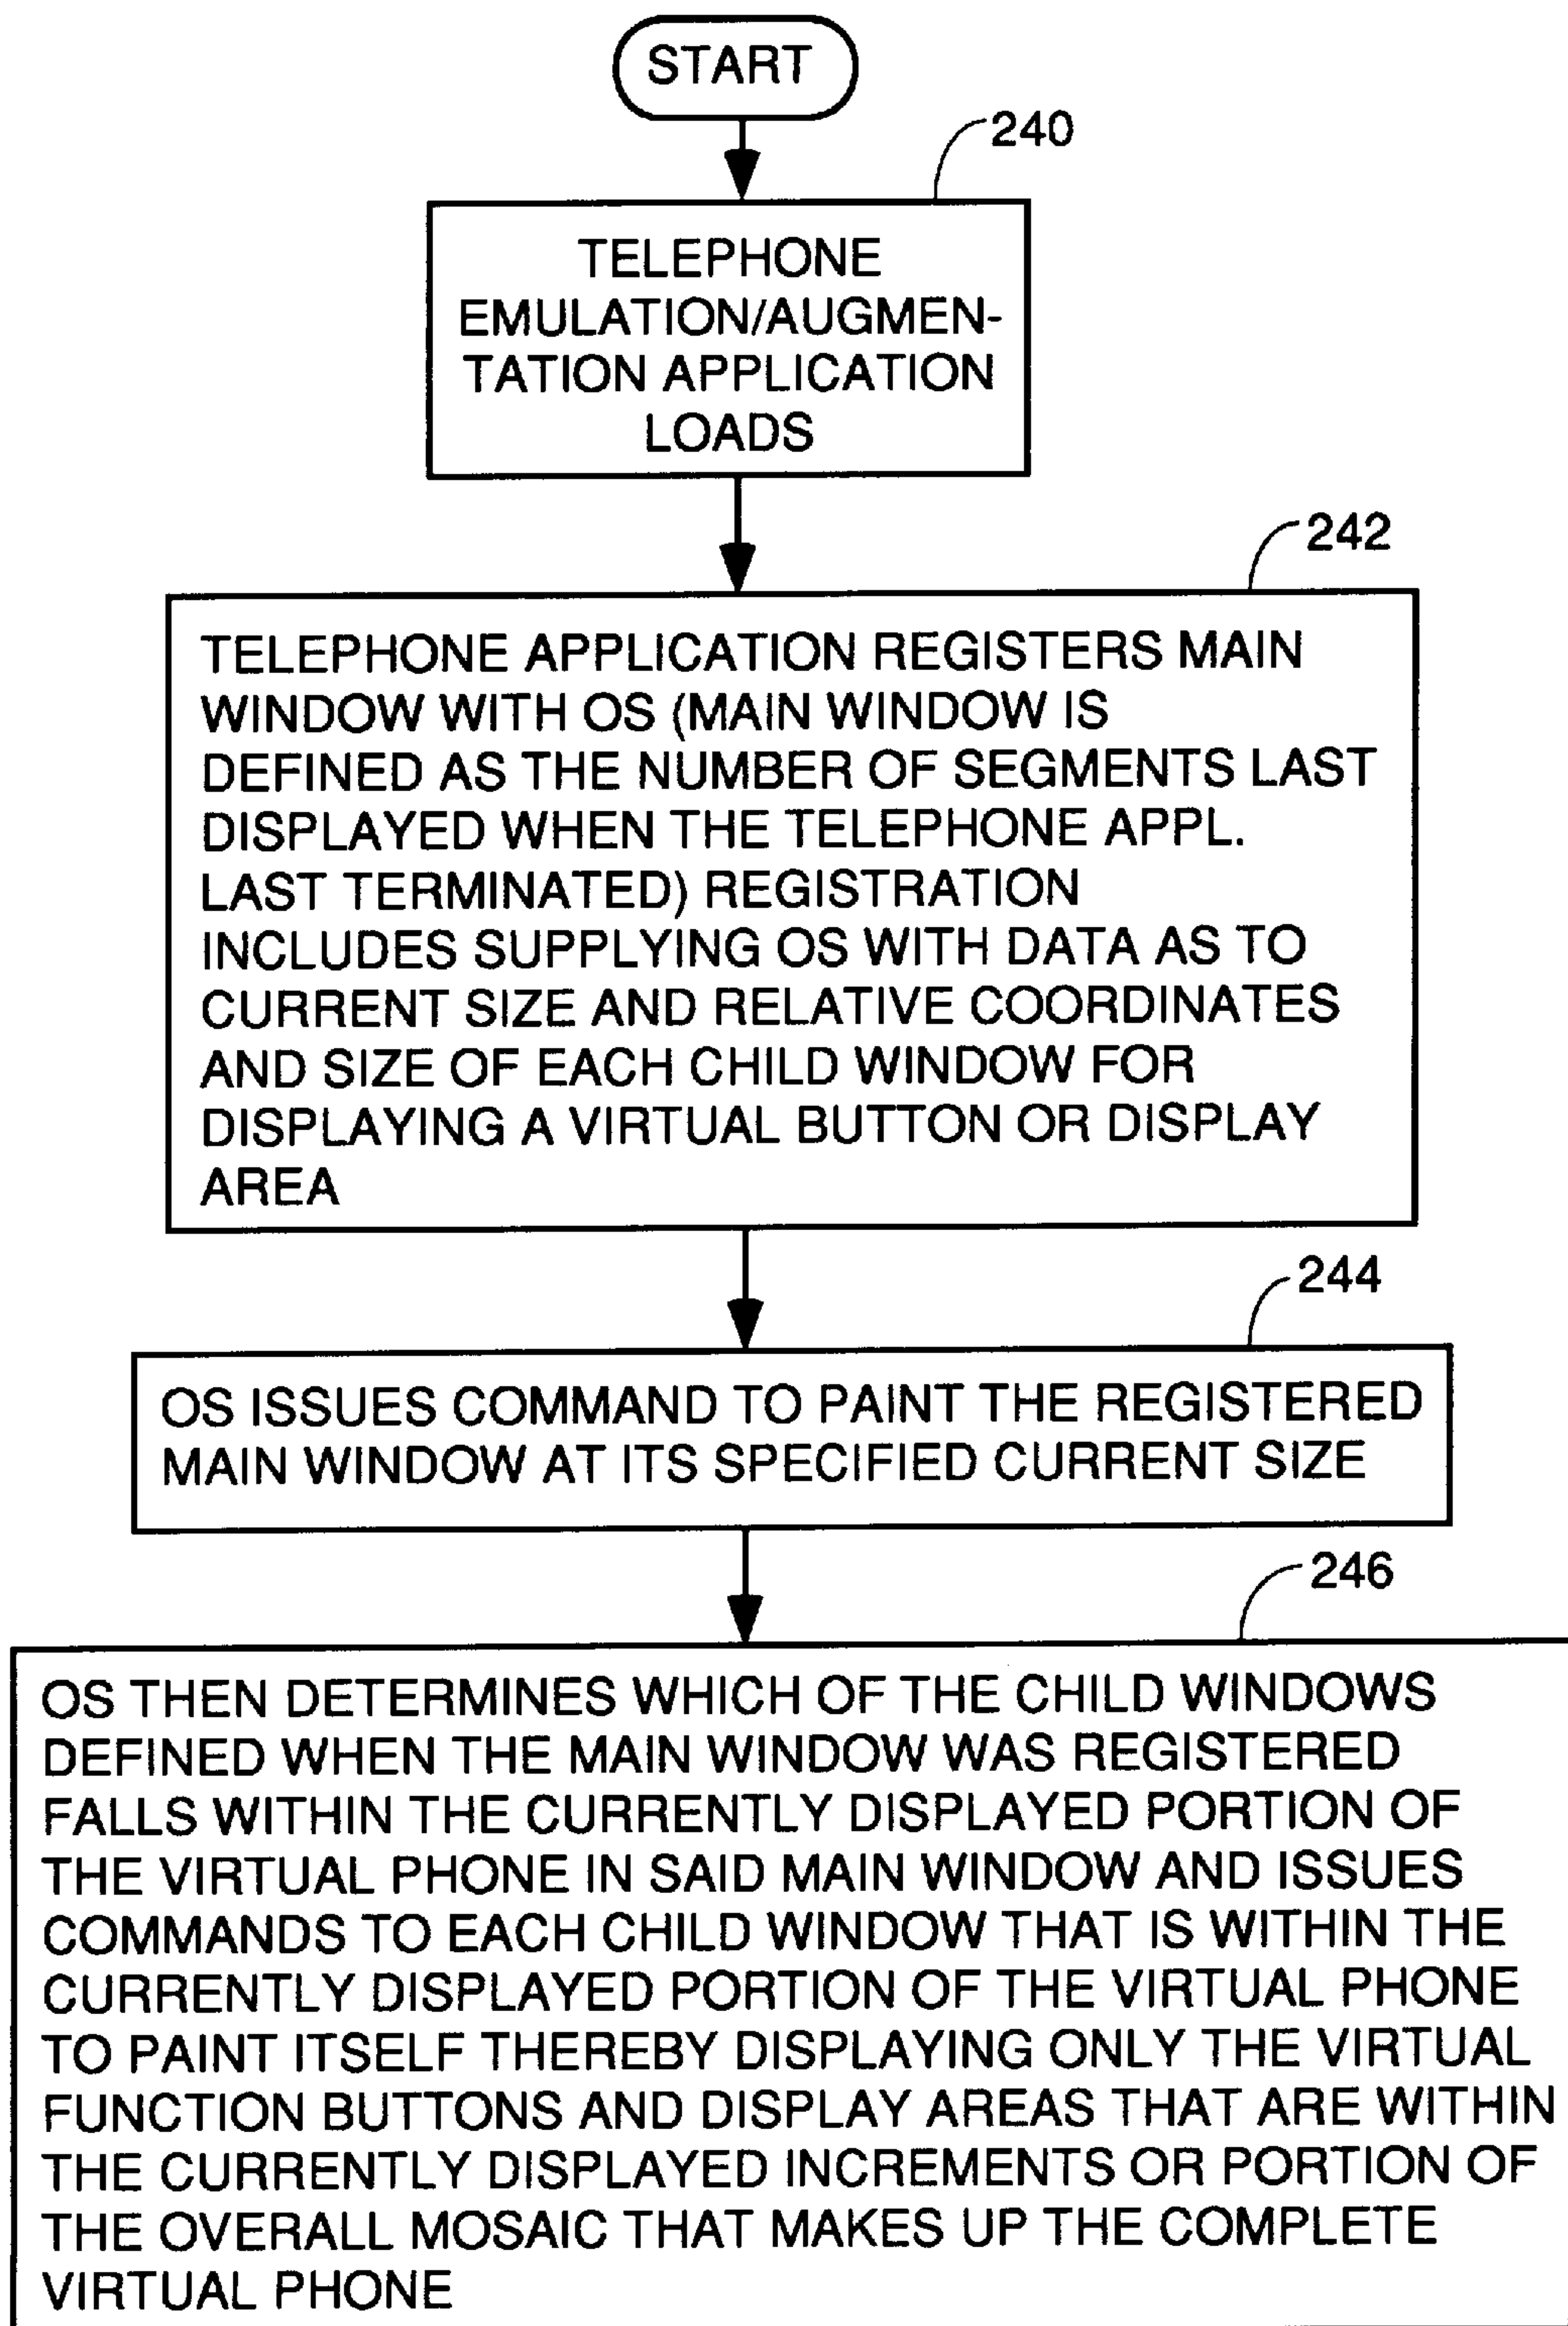 START
240
TELEPHONE
EMULATION/AUGMEN-
TATION APPLICATION
LOADS
242
TELEPHONE APPLICATION REGISTERS MAIN
WINDOW WITH OS (MAIN WINDOW IS
DEFINED AS THE NUMBER OF SEGMENTS LAST
DISPLAYED WHEN THE TELEPHONE APPL.
LAST TERMINATED) REGISTRATION
INCLUDES SUPPLYING OS WITH DATA AS TO
CURRENT SIZE AND RELATIVE COORDINATES
AND SIZE OF EACH CHILD WINDOW FOR
DISPLAYING A VIRTUAL BUTTON OR DISPLAY
AREA
244
OS ISSUES COMMAND TO PAINT THE REGISTERED
MAIN WINDOW AT ITS SPECIFIED CURRENT SIZE
246
OS THEN DETERMINES WHICH OF THE CHILD WINDOWS
DEFINED WHEN THE MAIN WINDOW WAS REGISTERED
FALLS WITHIN THE CURRENTLY DISPLAYED PORTION OF
THE VIRTUAL PHONE IN SAID MAIN WINDOW AND ISSUES
COMMANDS TO EACH CHILD WINDOW THAT IS WITHIN THE
CURRENTLY DISPLAYED PORTION OF THE VIRTUAL PHONE
TO PAINT ITSELF THEREBY DISPLAYING ONLY THE VIRTUAL
FUNCTION BUTTONS AND DISPLAY AREAS THAT ARE WITHIN
THE CURRENTLY DISPLAYED INCREMENTS OR PORTION OF
THE OVERALL MOSAIC THAT MAKES UP THE COMPLETE
VIRTUAL PHONE